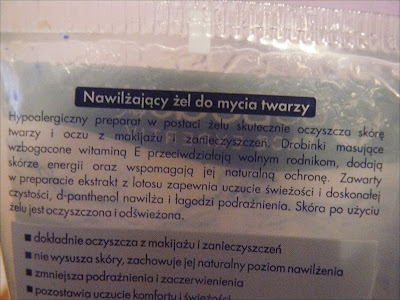 Nawilżający żel do mycia twarzy
Hypoalergiczny preparat w postaci żelu skutecznie oczyszcza skórę
twarzy i oczu z makijażu i zanieczyszczeń. Drobinki masujące
wzbogacone witaminą E przeciwdziałają wolnym rodnikom, dodają
skórze energii oraz wspomagają jej naturalną ochronę. Zawarty
w preparacie ekstrakt z lotosu zapewnia uczucie świeżości i doskonałej
czystości, d-panthenol nawilża i łagodzi podrażnienia. Skóra po użyciu
żelu jest oczyszczona i odświeżona.
▪ dokładnie oczyszcza z makijażu i zanieczyszczeń
▪ nie wysusza skóry, zachowuje jej naturalny poziom nawilżenia
▪ zmniejsza podrażnienia i zaczerwienienia
▪ pozostawia uczucie komfortu i świeżości